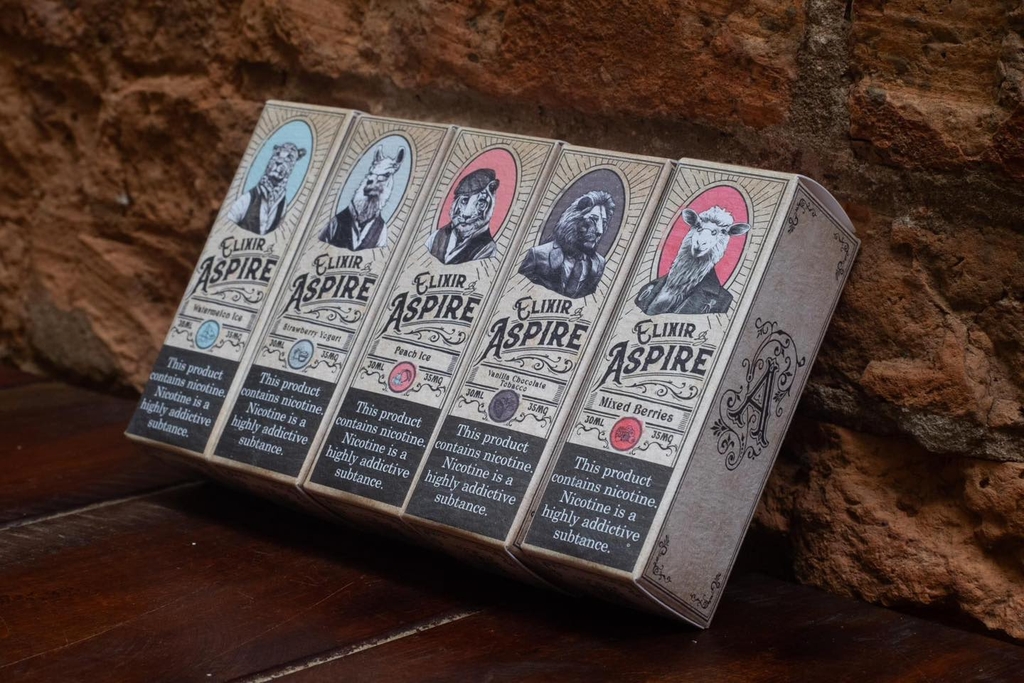 ELIXIR
ASPIRE
Watermelon Ice
30ML 35MG
This product
contains nicotine.
Nicotine is a
highly addictive
subtance.
ELIXIR
ASPIRE
Strawberry Yogurt
30ML 35MG
This product
contains nicotine.
Nicotine is a
highly addictive
subtance.
ELIXIR
ASPIRE
Peach Ice
30ML 35MG
This product
contains nicotine.
Nicotine is a
highly addictive
subtance.
ELIXIR
ASPIRE
Vanilla Chocolate
Tobacco
30ML 35MG
This product
contains nicotine.
Nicotine is a
highly addictive
subtance.
ELIXIR
ASPIRE
Mixed Berries
30ML 35MG
This product
contains nicotine.
Nicotine is a
highly addictive
subtance.
A